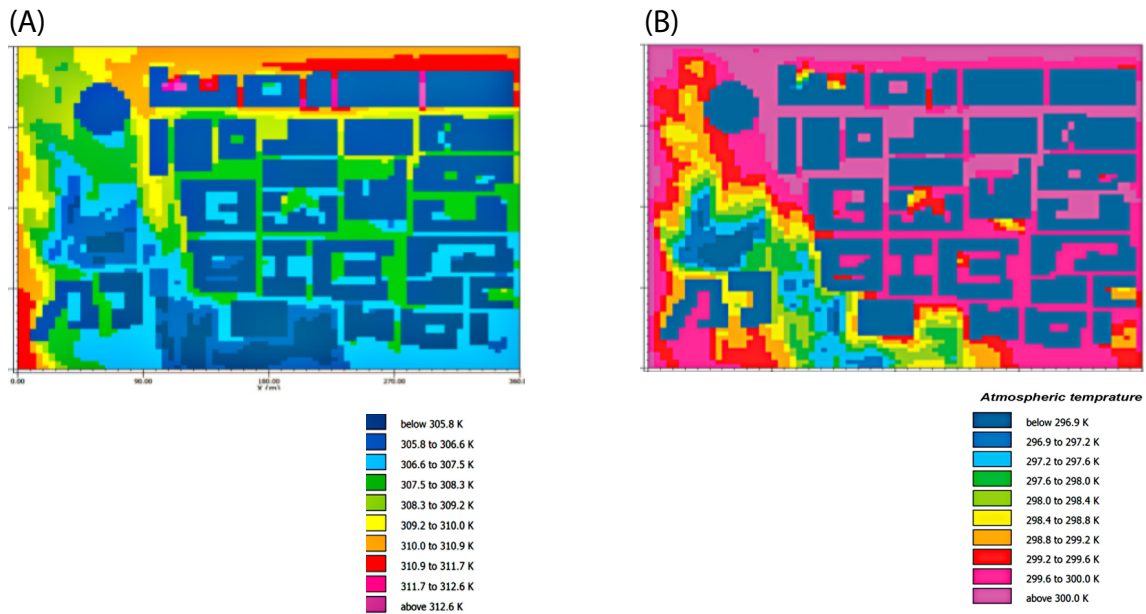 (A)
(B)
0.00 90.00 180.00 270.00 360.0
X (m)
below 305.8 K
305.8 to 306.6 K
306.6 to 307.5 K
307.5 to 308.3 K
308.3 to 309.2 K
309.2 to 310.0 K
310.0 to 310.9 K
310.9 to 311.7 K
311.7 to 312.6 K
above 312.6 K
Atmospheric temprature
below 296.9 K
296.9 to 297.2 K
297.2 to 297.6 K
297.6 to 298.0 K
298.0 to 298.4 K
298.4 to 298.8 K
298.8 to 299.2 K
299.2 to 299.6 K
299.6 to 300.0 K
above 300.0 K